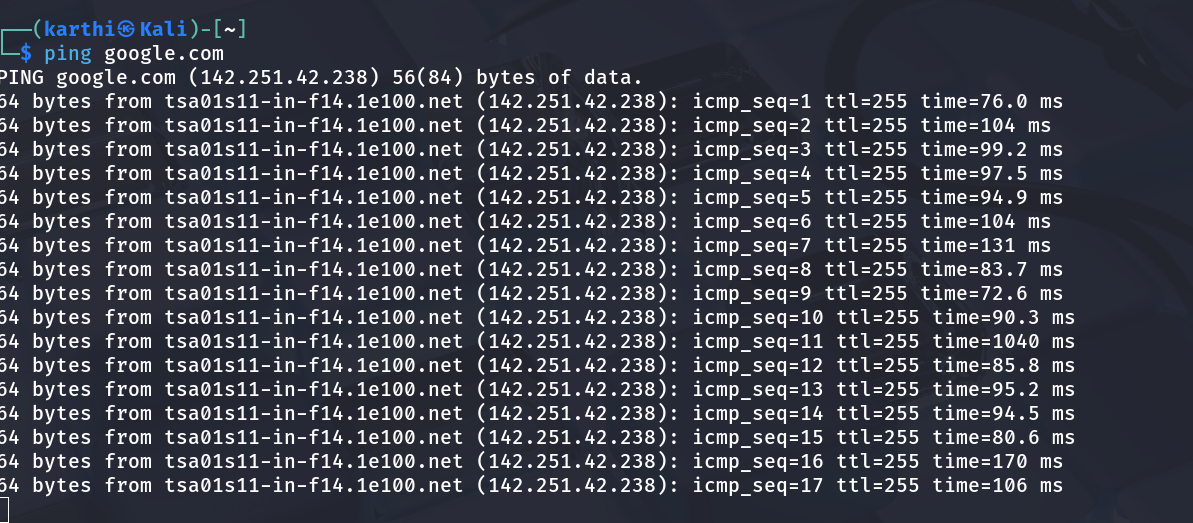 ┌──(karthi㉿Kali)-[~]
└─$ ping google.com
PING google.com (142.251.42.238) 56(84) bytes of data.
64 bytes from tsa01s11-in-f14.1e100.net (142.251.42.238): icmp_seq=1 ttl=255 time=76.0 ms
64 bytes from tsa01s11-in-f14.1e100.net (142.251.42.238): icmp_seq=2 ttl=255 time=104 ms
64 bytes from tsa01s11-in-f14.1e100.net (142.251.42.238): icmp_seq=3 ttl=255 time=99.2 ms
64 bytes from tsa01s11-in-f14.1e100.net (142.251.42.238): icmp_seq=4 ttl=255 time=97.5 ms
64 bytes from tsa01s11-in-f14.1e100.net (142.251.42.238): icmp_seq=5 ttl=255 time=94.9 ms
64 bytes from tsa01s11-in-f14.1e100.net (142.251.42.238): icmp_seq=6 ttl=255 time=104 ms
64 bytes from tsa01s11-in-f14.1e100.net (142.251.42.238): icmp_seq=7 ttl=255 time=131 ms
64 bytes from tsa01s11-in-f14.1e100.net (142.251.42.238): icmp_seq=8 ttl=255 time=83.7 ms
64 bytes from tsa01s11-in-f14.1e100.net (142.251.42.238): icmp_seq=9 ttl=255 time=72.6 ms
64 bytes from tsa01s11-in-f14.1e100.net (142.251.42.238): icmp_seq=10 ttl=255 time=90.3 ms
64 bytes from tsa01s11-in-f14.1e100.net (142.251.42.238): icmp_seq=11 ttl=255 time=1040 ms
64 bytes from tsa01s11-in-f14.1e100.net (142.251.42.238): icmp_seq=12 ttl=255 time=85.8 ms
64 bytes from tsa01s11-in-f14.1e100.net (142.251.42.238): icmp_seq=13 ttl=255 time=95.2 ms
64 bytes from tsa01s11-in-f14.1e100.net (142.251.42.238): icmp_seq=14 ttl=255 time=94.5 ms
64 bytes from tsa01s11-in-f14.1e100.net (142.251.42.238): icmp_seq=15 ttl=255 time=80.6 ms
64 bytes from tsa01s11-in-f14.1e100.net (142.251.42.238): icmp_seq=16 ttl=255 time=170 ms
64 bytes from tsa01s11-in-f14.1e100.net (142.251.42.238): icmp_seq=17 ttl=255 time=106 ms